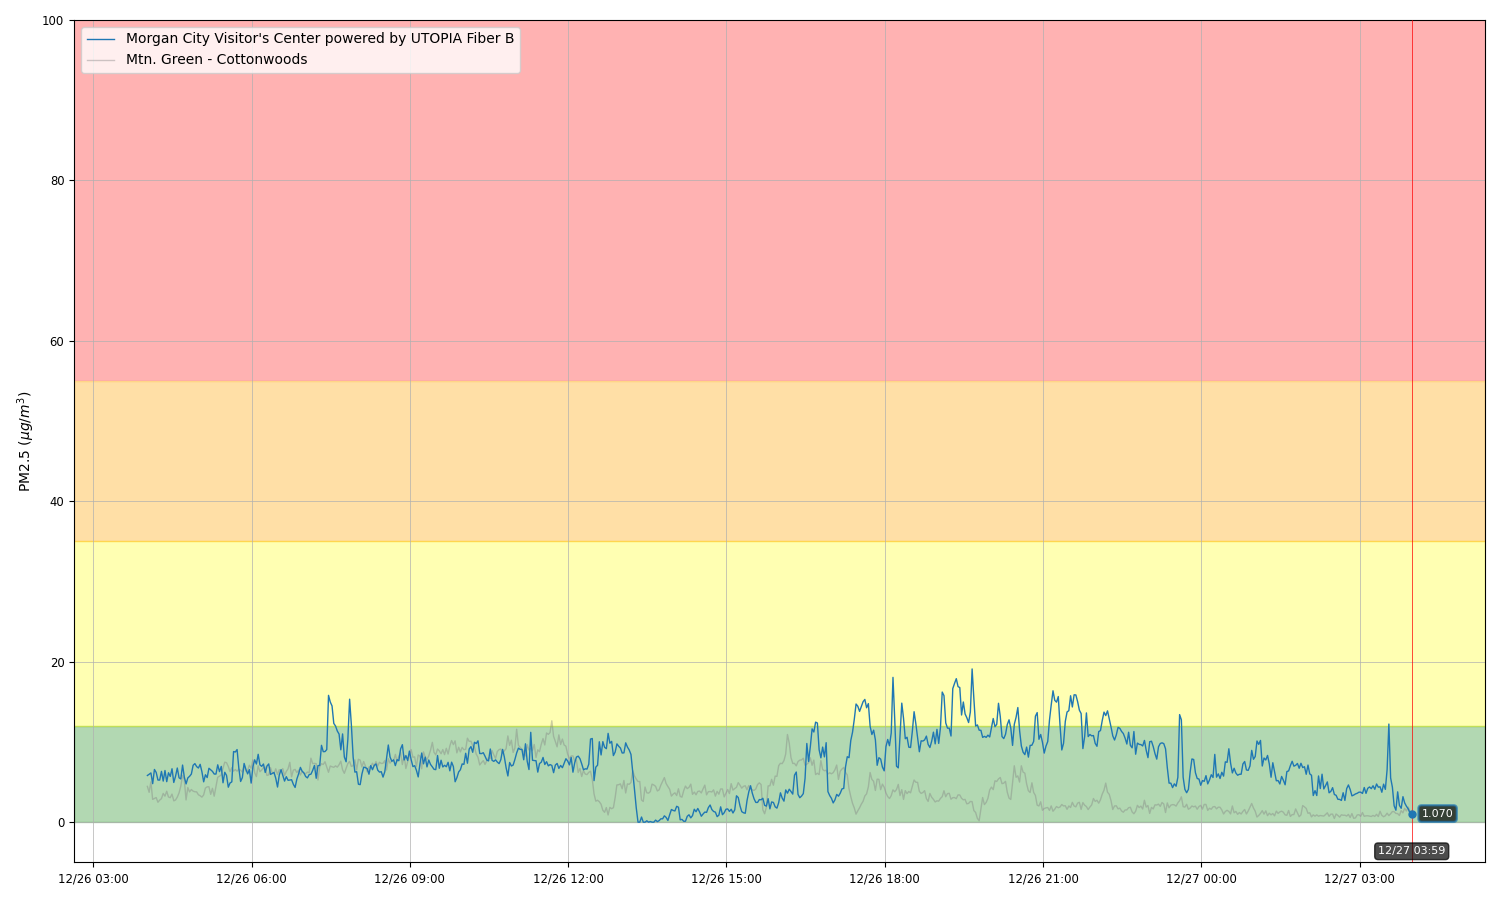 Morgan City Visitor's Center powered by UTOPIA Fiber B
Mtn. Green - Cottonwoods
100
80
60
40
20
0
PM2.5 (μg/m³)
1.070
12/27 03:59
12/26 03:00 12/26 06:00 12/26 09:00 12/26 12:00 12/26 15:00 12/26 18:00 12/26 21:00 12/27 00:00 12/27 03:00